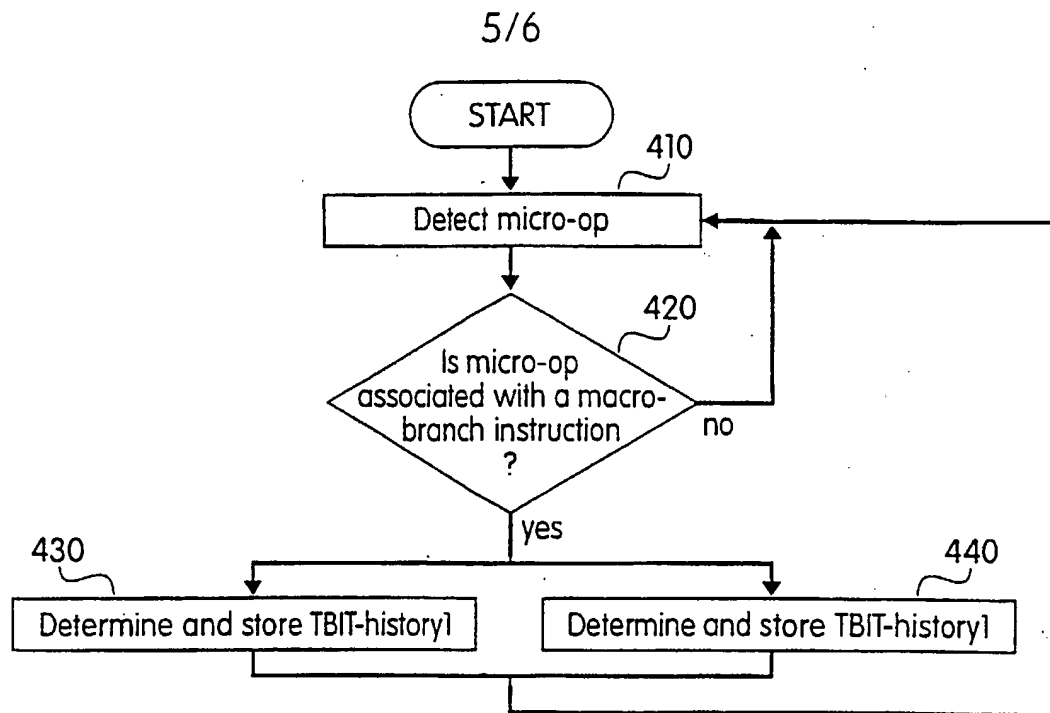 5/6
START
410
Detect micro-op
420
Is micro-op
associated with a macro-
branch instruction
?
no
yes
430
440
Determine and store TBIT-history1
Determine and store TBIT-history1